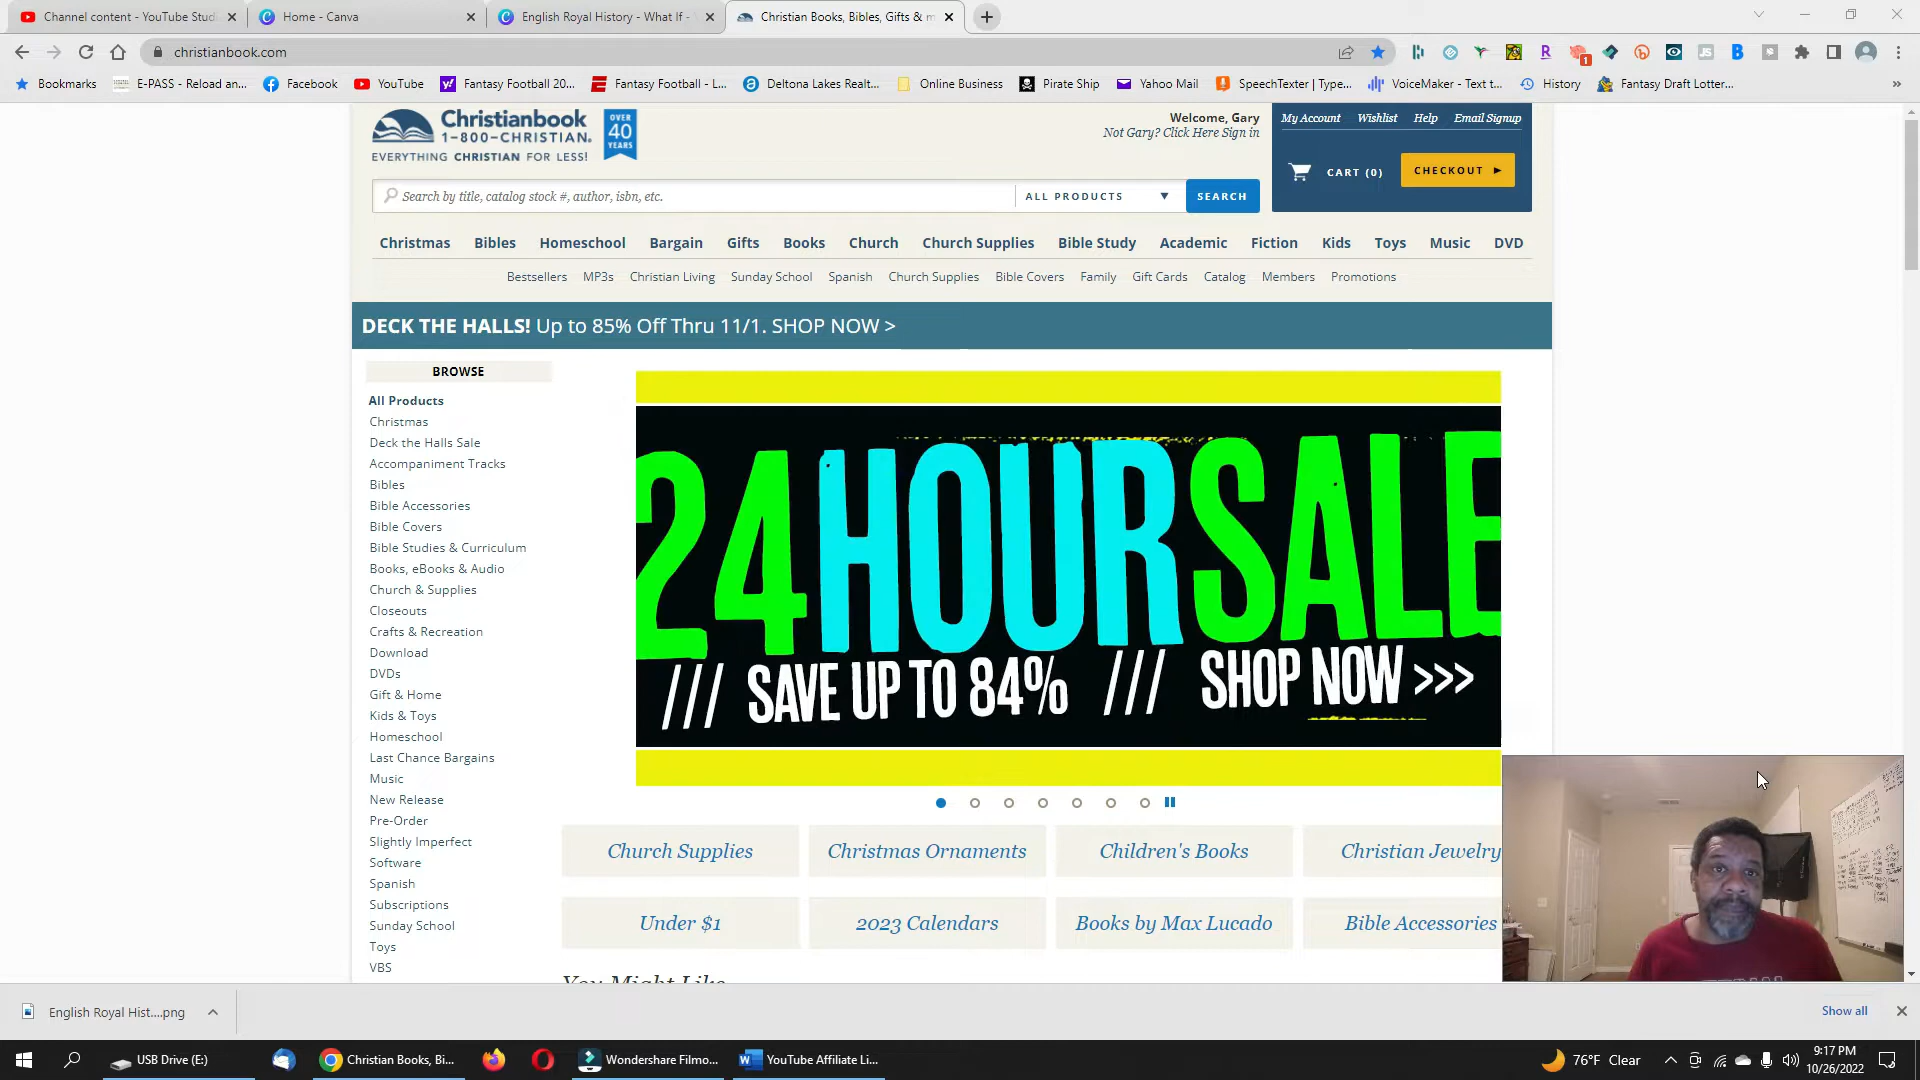 Channel content - YouTube Studi
Home - Canva
English Royal History - What If -
Christian Books, Bibles, Gifts & m
christianbook.com
1
Bookmarks
E-PASS - Reload an...
Facebook
YouTube
Fantasy Football 20...
Fantasy Football - L...
Deltona Lakes Realt...
Online Business
Pirate Ship
Yahoo Mail
SpeechTexter | Type...
VoiceMaker - Text t...
History
Fantasy Draft Lotter...
Christianbook
1-800-CHRISTIAN.
EVERYTHING CHRISTIAN FOR LESS!
OVER
40
YEARS
Welcome, Gary
Not Gary? Click Here Sign in
My Account Wishlist Help Email Signup
CART (0)
CHECKOUT
Search by title, catalog stock #, author, isbn, etc.
ALL PRODUCTS
SEARCH
Christmas Bibles Homeschool Bargain Gifts Books Church Church Supplies Bible Study Academic Fiction Kids Toys Music DVD
Bestsellers MP3s Christian Living Sunday School Spanish Church Supplies Bible Covers Family Gift Cards Catalog Members Promotions
DECK THE HALLS! Up to 85% Off Thru 11/1. SHOP NOW >
BROWSE
All Products
Christmas
Deck the Halls Sale
Accompaniment Tracks
Bibles
Bible Accessories
Bible Covers
Bible Studies & Curriculum
Books, eBooks & Audio
Church & Supplies
Closeouts
Crafts & Recreation
Download
DVDs
Gift & Home
Kids & Toys
Homeschool
Last Chance Bargains
Music
New Release
Pre-Order
Slightly Imperfect
Software
Spanish
Subscriptions
Sunday School
Toys
VBS
24HOURSALE
/// SAVE UP TO 84% /// SHOP NOW >>>
Church Supplies
Christmas Ornaments
Children's Books
Christian Jewelry
Under $1
2023 Calendars
Books by Max Lucado
Bible Accessories
You Might Like
English Royal Hist....png
Show all
USB Drive (E:)
Christian Books, Bi...
Wondershare Filmo...
YouTube Affiliate Li...
76°F Clear
9:17 PM
10/26/2022